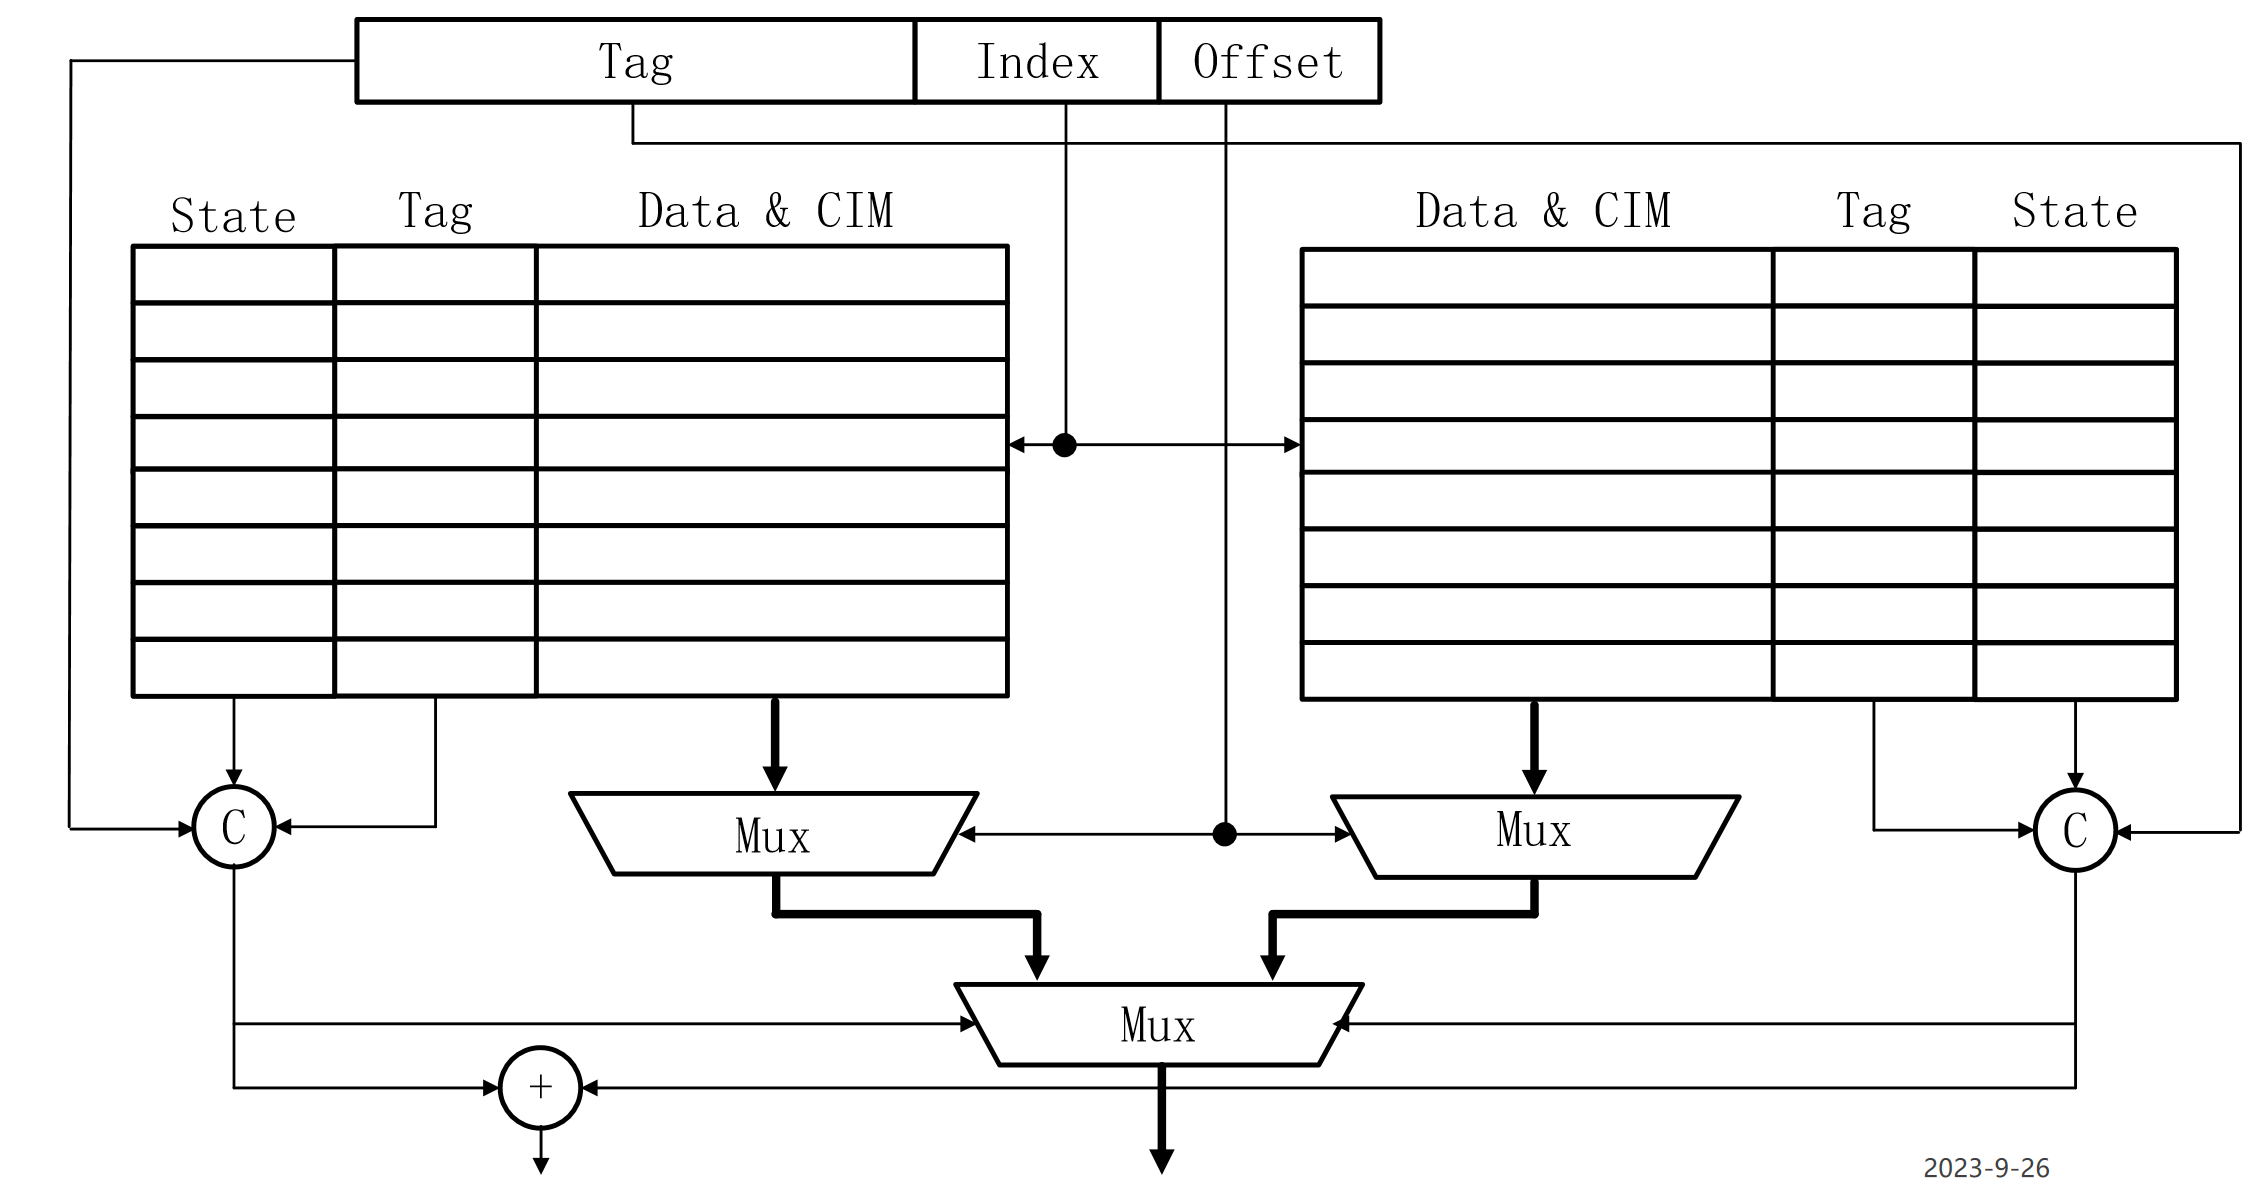 Tag Index Offset
State Tag Data & CIM Data & CIM Tag State
C Mux Mux C
Mux
+
2023-9-26